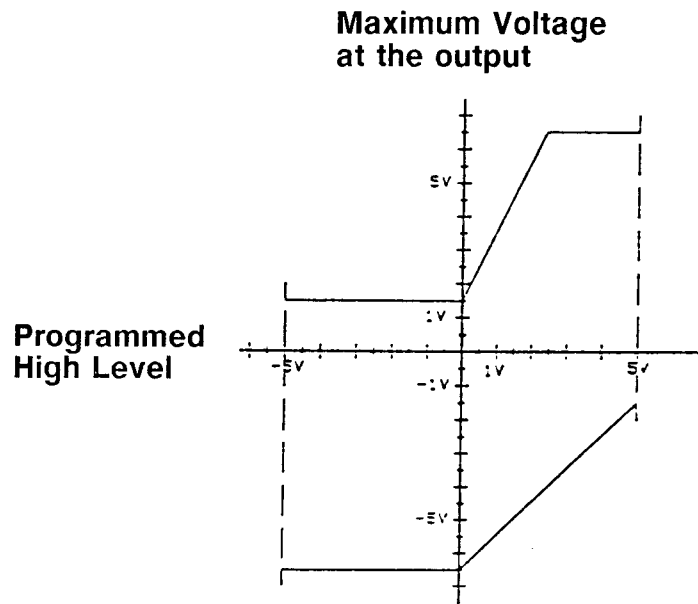 Maximum Voltage
at the output
5V
1V
Programmed
High Level
-5V
1V
5V
-1V
-5V